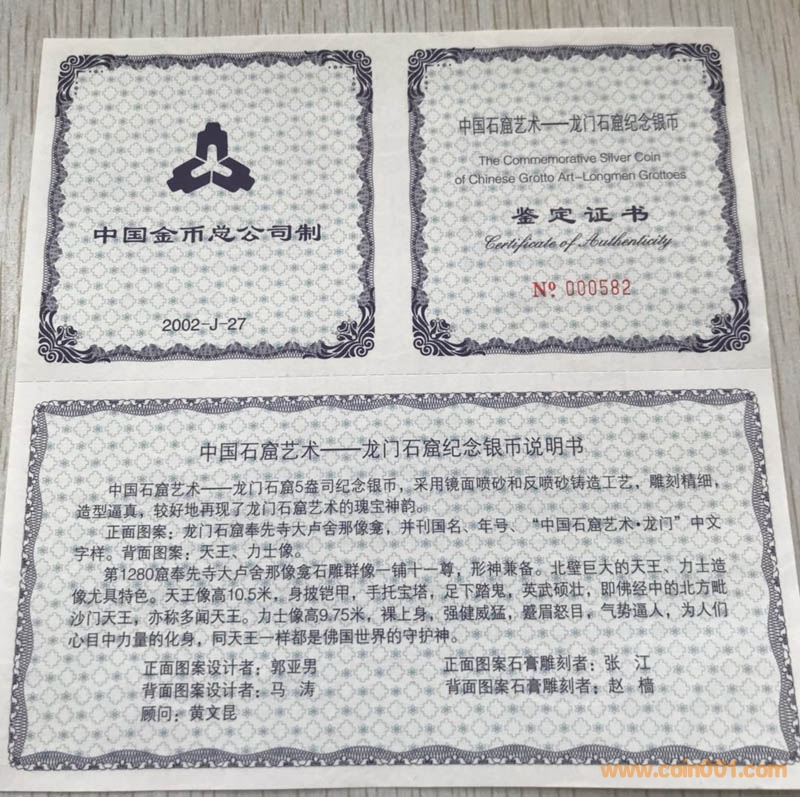 中国金币总公司制
2002-J-27
中国石窟艺术——龙门石窟纪念银币
The Commemorative Silver Coin
of Chinese Grotto Art-Longmen Grottoes
鉴定证书
Certificate of Authenticity
№ 000582
中国石窟艺术——龙门石窟纪念银币说明书
中国石窟艺术——龙门石窟5盎司纪念银币，采用镜面喷砂和反喷砂铸造工艺，雕刻精细，
造型逼真，较好地再现了龙门石窟艺术的瑰宝神韵。
正面图案：龙门石窟奉先寺大卢舍那像龛，并刊国名、年号、“中国石窟艺术·龙门”中文
字样。背面图案：天王、力士像。
第1280窟奉先寺大卢舍那像龛石雕群像一铺十一尊，形神兼备。北壁巨大的天王、力士造
像尤具特色。天王像高10.5米，身披铠甲，手托宝塔，足下踏鬼，英武硕壮，即佛经中的北方毗
沙门天王，亦称多闻天王。力士像高9.75米，裸上身，强健威猛，蹙眉怒目，气势逼人，为人们
心目中力量的化身，同天王一样都是佛国世界的守护神。
正面图案设计者：郭亚男
正面图案石膏雕刻者：张 江
背面图案设计者：马 涛
背面图案石膏雕刻者：赵 樯
顾问：黄文昆
www.coin001.com